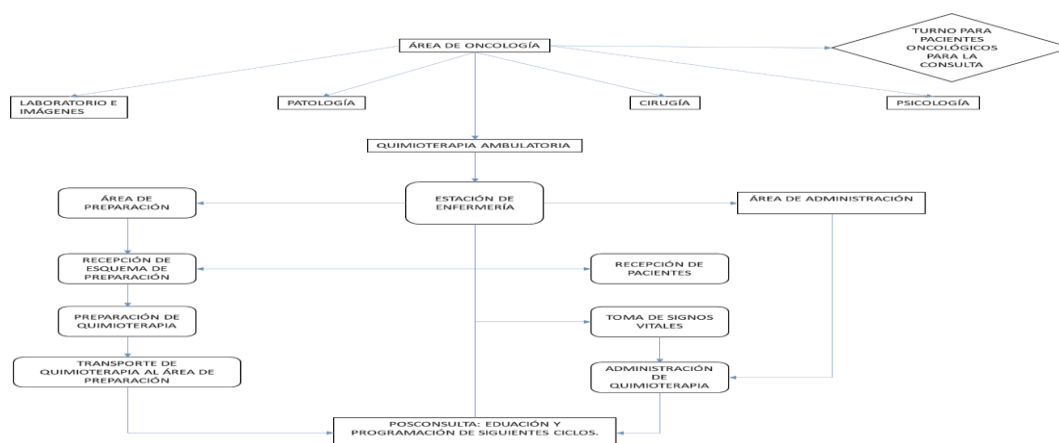 ÁREA DE ONCOLOGÍA
TURNO PARA
PACIENTES
ONCOLÓGICOS
PARA LA
CONSULTA
LABORATORIO E
IMÁGENES
PATOLOGÍA
CIRUGÍA
PSICOLOGÍA
QUIMIOTERAPIA AMBULATORIA
ÁREA DE
PREPARACIÓN
ESTACIÓN DE
ENFERMERÍA
ÁREA DE ADMINISTRACIÓN
RECEPCIÓN DE
ESQUEMA DE
PREPARACIÓN
RECEPCIÓN DE
PACIENTES
PREPARACIÓN DE
QUIMIOTERAPIA
TOMA DE SIGNOS
VITALES
TRANSPORTE DE
QUIMIOTERAPIA AL ÁREA DE
PREPARACIÓN
ADMINISTRACIÓN
DE
QUIMIOTERAPIA
POSCONSULTA: EDUACIÓN Y
PROGRAMACIÓN DE SIGUIENTES CICLOS.